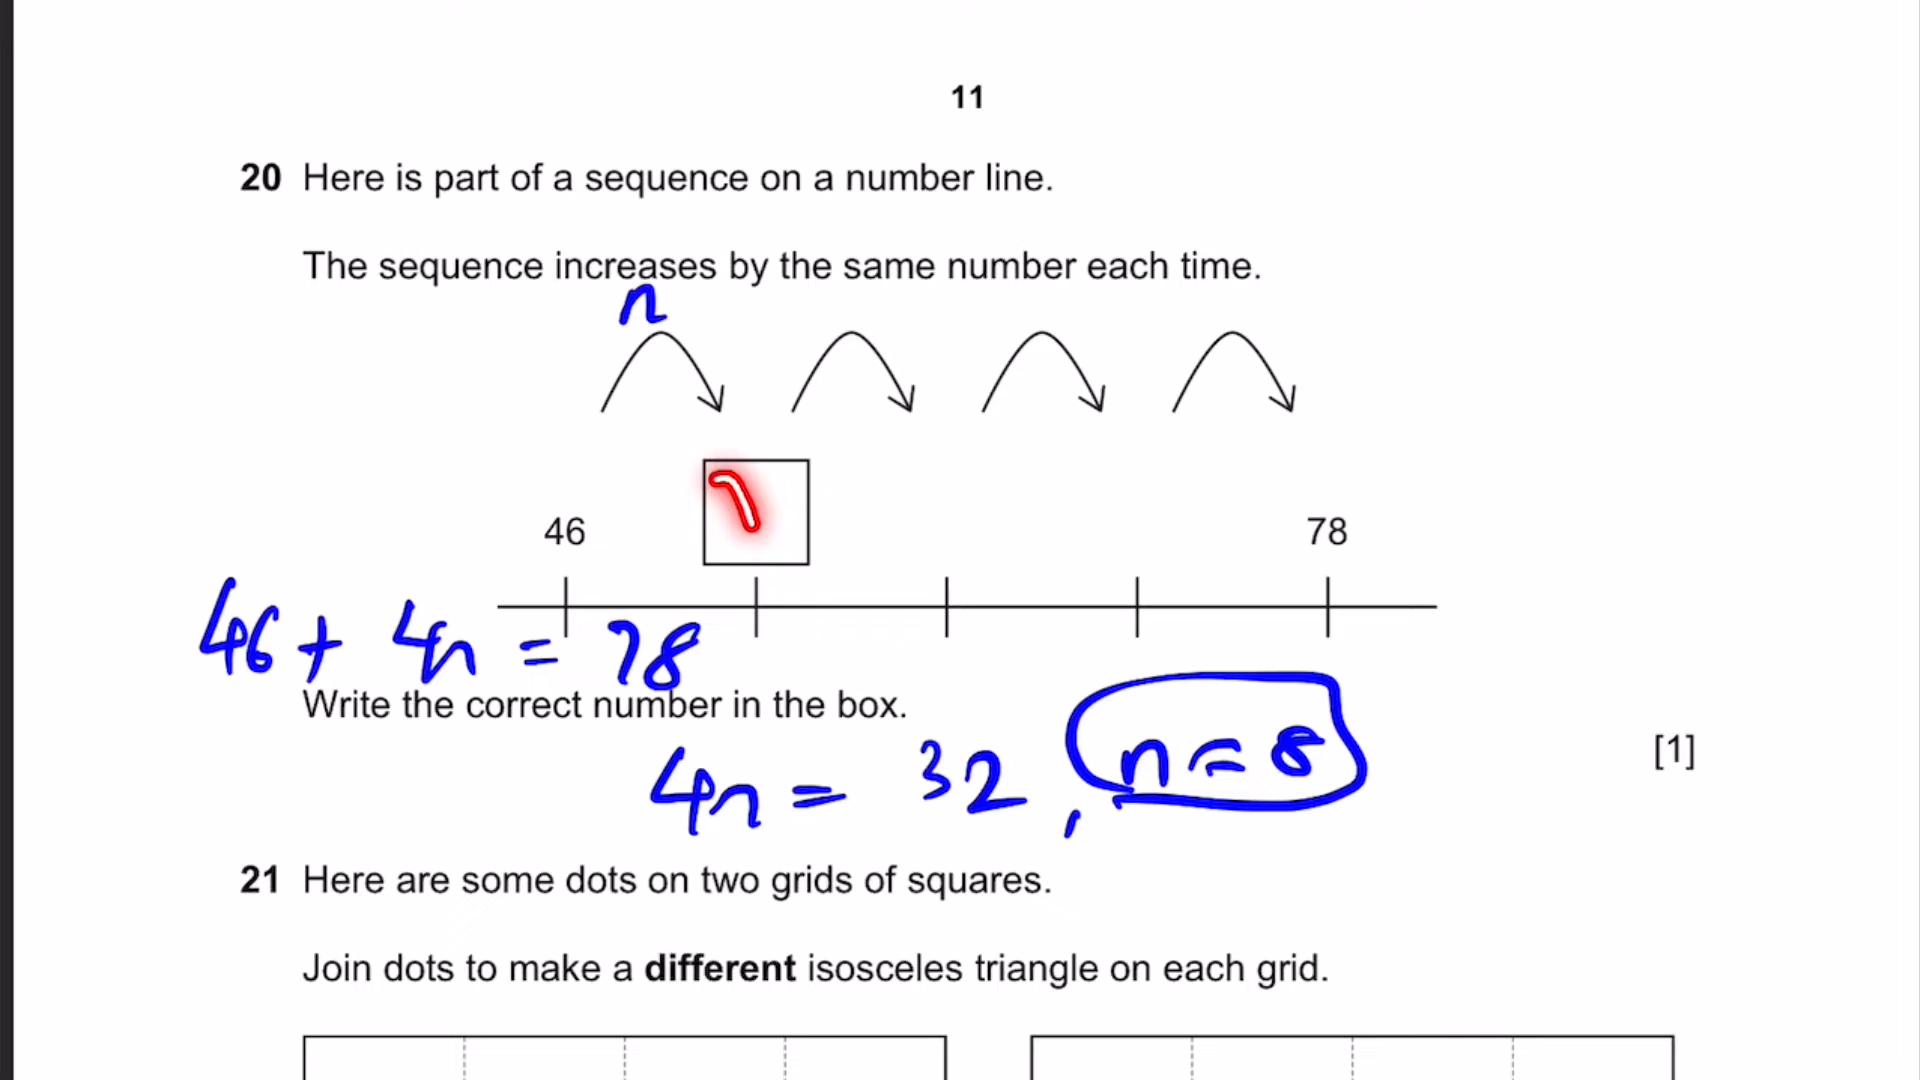 11
20 Here is part of a sequence on a number line.
The sequence increases by the same number each time.
n
46 78
46 + 4n = 78
Write the correct number in the box.
4n = 32, n = 8
[1]
21 Here are some dots on two grids of squares.
Join dots to make a different isosceles triangle on each grid.